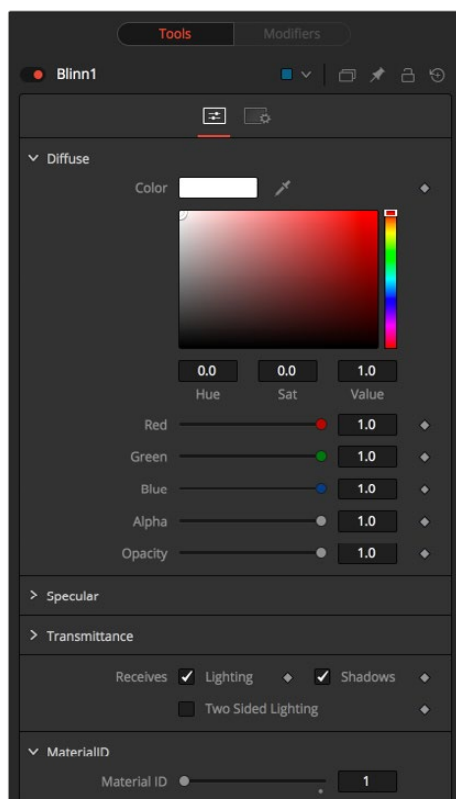 Tools Modifiers
Blinn1
Diffuse
Color
0.0 0.0 1.0
Hue Sat Value
Red 1.0
Green 1.0
Blue 1.0
Alpha 1.0
Opacity 1.0
Specular
Transmittance
Receives Lighting Shadows
Two Sided Lighting
MaterialID
Material ID 1